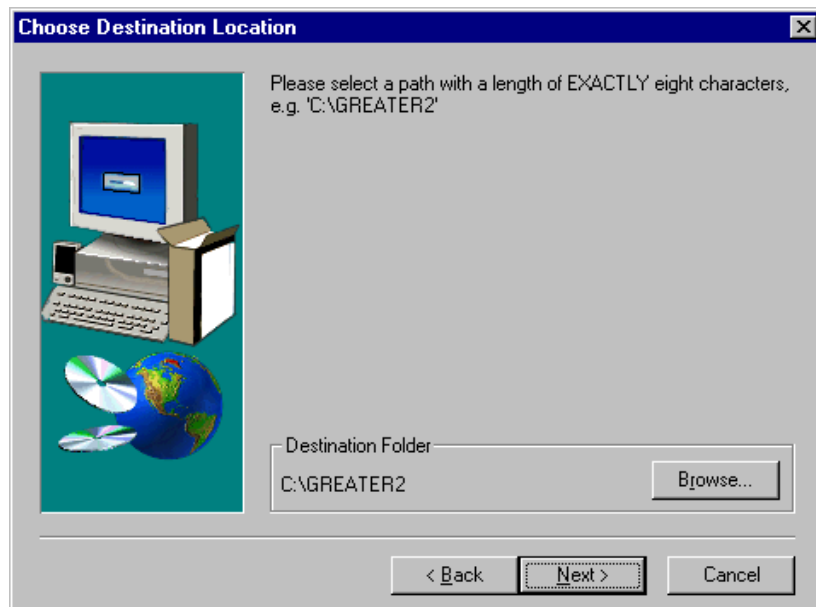 Choose Destination Location
Please select a path with a length of EXACTLY eight characters,
e.g. 'C:\GREATER2'
Destination Folder
C:\GREATER2
Browse...
< Back
Next >
Cancel